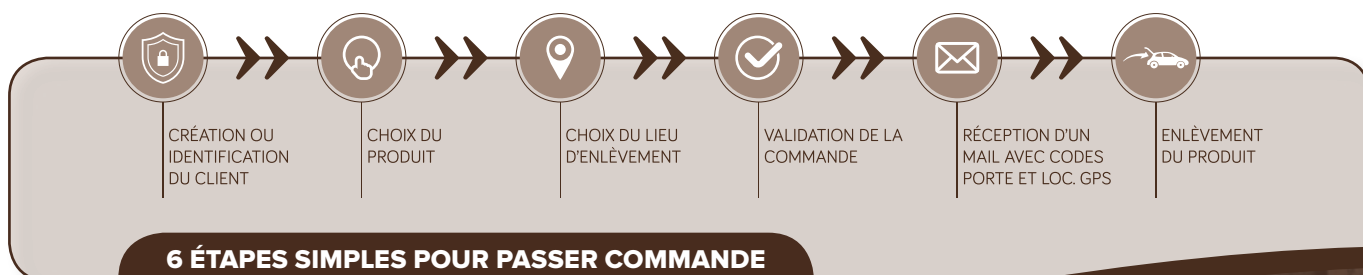 CRÉATION OU
IDENTIFICATION
DU CLIENT
CHOIX DU
PRODUIT
CHOIX DU LIEU
D'ENLÈVEMENT
VALIDATION DE LA
COMMANDE
RÉCEPTION D'UN
MAIL AVEC CODES
PORTE ET LOC. GPS
ENLÈVEMENT
DU PRODUIT
6 ÉTAPES SIMPLES POUR PASSER COMMANDE